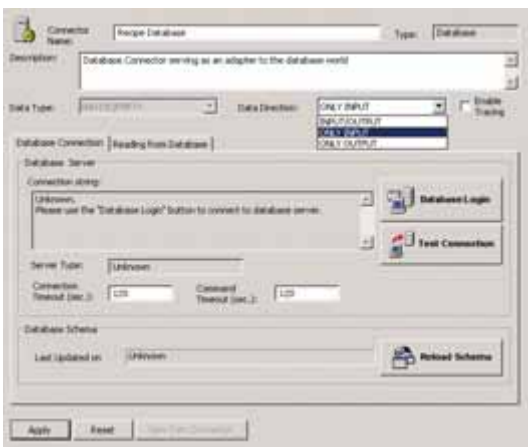 Connector Name:
Recipe Database
Type:
Database
Description:
Database Connector serving as an adapter to the database world
Data Type:
Data Direction:
ONLY INPUT
Enable Tracing
INPUT/OUTPUT
ONLY INPUT
ONLY OUTPUT
Database Connection
Reading from Database
Database Server
Connection string:
Unknown.
Please use the "Database Login" button to connect to database server.
Database Login
Test Connection
Server Type:
Unknown
Connection Timeout (sec.):
120
Command Timeout (sec.):
120
Database Schema
Last Updated on
Unknown
Reload Schema
Apply
Reset